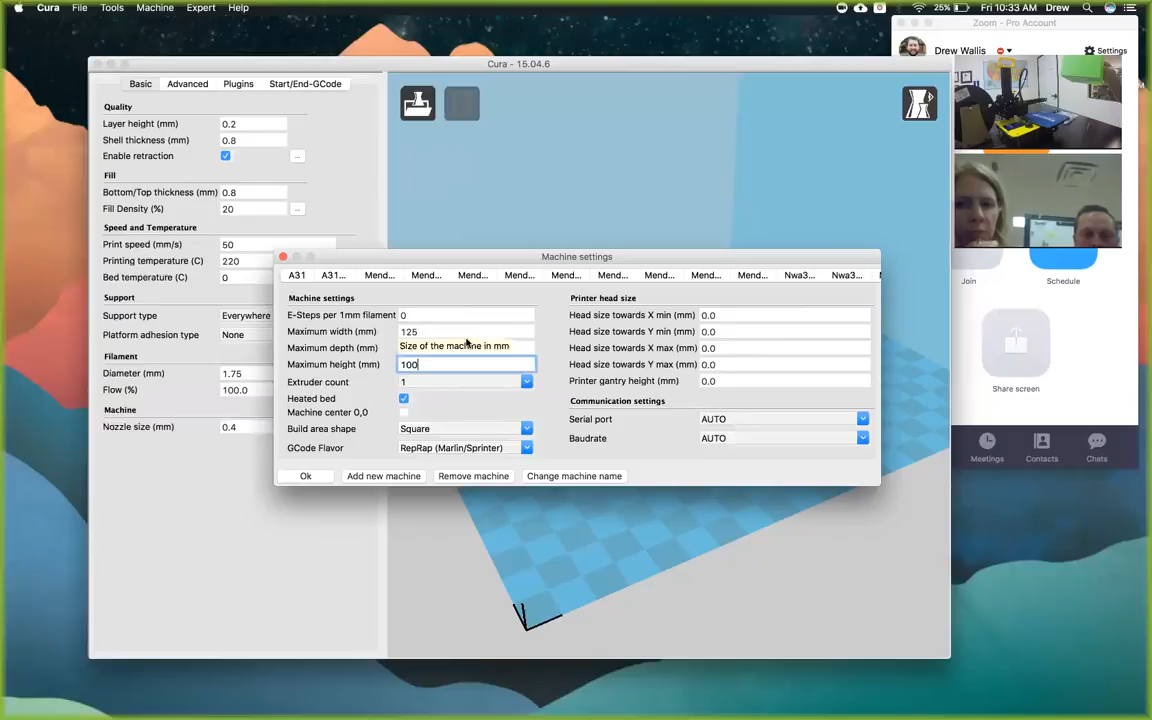 Cura File Tools Machine Expert Help
25% Fri 10:33 AM Drew
Zoom - Pro Account
Drew Wallis
Settings
Cura - 15.04.6
Basic Advanced Plugins Start/End-GCode
Quality
Layer height (mm) 0.2
Shell thickness (mm) 0.8
Enable retraction ...
Fill
Bottom/Top thickness (mm) 0.8
Fill Density (%) 20 ...
Speed and Temperature
Print speed (mm/s) 50
Printing temperature (C) 220
Bed temperature (C) 0
Support
Support type Everywhere
Platform adhesion type None
Filament
Diameter (mm) 1.75
Flow (%) 100.0
Machine
Nozzle size (mm) 0.4
Machine settings
A31 A31... Mend... Mend... Mend... Mend... Mend... Mend... Mend... Mend... Mend... Nwa3... Nwa3...
Machine settings
E-Steps per 1mm filament 0
Maximum width (mm) 125
Size of the machine in mm
Maximum depth (mm)
Maximum height (mm) 100
Extruder count 1
Heated bed
Machine center 0,0
Build area shape Square
GCode Flavor RepRap (Marlin/Sprinter)
Printer head size
Head size towards X min (mm) 0.0
Head size towards Y min (mm) 0.0
Head size towards X max (mm) 0.0
Head size towards Y max (mm) 0.0
Printer gantry height (mm) 0.0
Communication settings
Serial port AUTO
Baudrate AUTO
Ok Add new machine Remove machine Change machine name
Join Schedule
Share screen
Meetings Contacts Chats